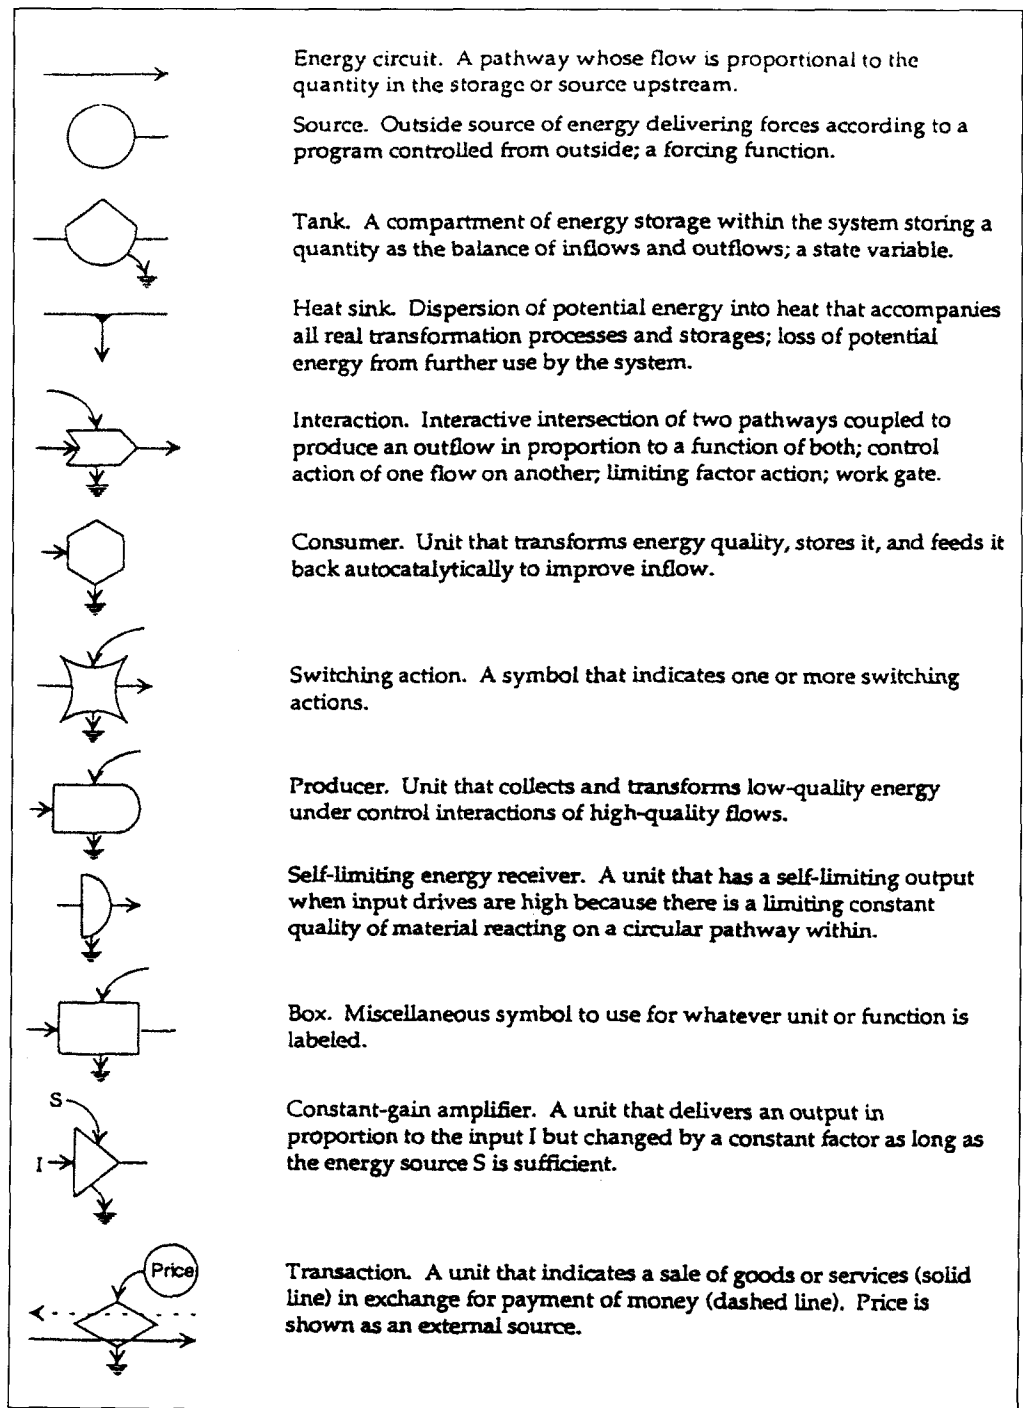 Energy circuit. A pathway whose flow is proportional to the
quantity in the storage or source upstream.
Source. Outside source of energy delivering forces according to a
program controlled from outside; a forcing function.
Tank. A compartment of energy storage within the system storing a
quantity as the balance of inflows and outflows; a state variable.
Heat sink. Dispersion of potential energy into heat that accompanies
all real transformation processes and storages; loss of potential
energy from further use by the system.
Interaction. Interactive intersection of two pathways coupled to
produce an outflow in proportion to a function of both; control
action of one flow on another; limiting factor action; work gate.
Consumer. Unit that transforms energy quality, stores it, and feeds it
back autocatalytically to improve inflow.
Switching action. A symbol that indicates one or more switching
actions.
Producer. Unit that collects and transforms low-quality energy
under control interactions of high-quality flows.
Self-limiting energy receiver. A unit that has a self-limiting output
when input drives are high because there is a limiting constant
quality of material reacting on a circular pathway within.
Box. Miscellaneous symbol to use for whatever unit or function is
labeled.
S
I
Constant-gain amplifier. A unit that delivers an output in
proportion to the input I but changed by a constant factor as long as
the energy source S is sufficient.
Price
Transaction. A unit that indicates a sale of goods or services (solid
line) in exchange for payment of money (dashed line). Price is
shown as an external source.